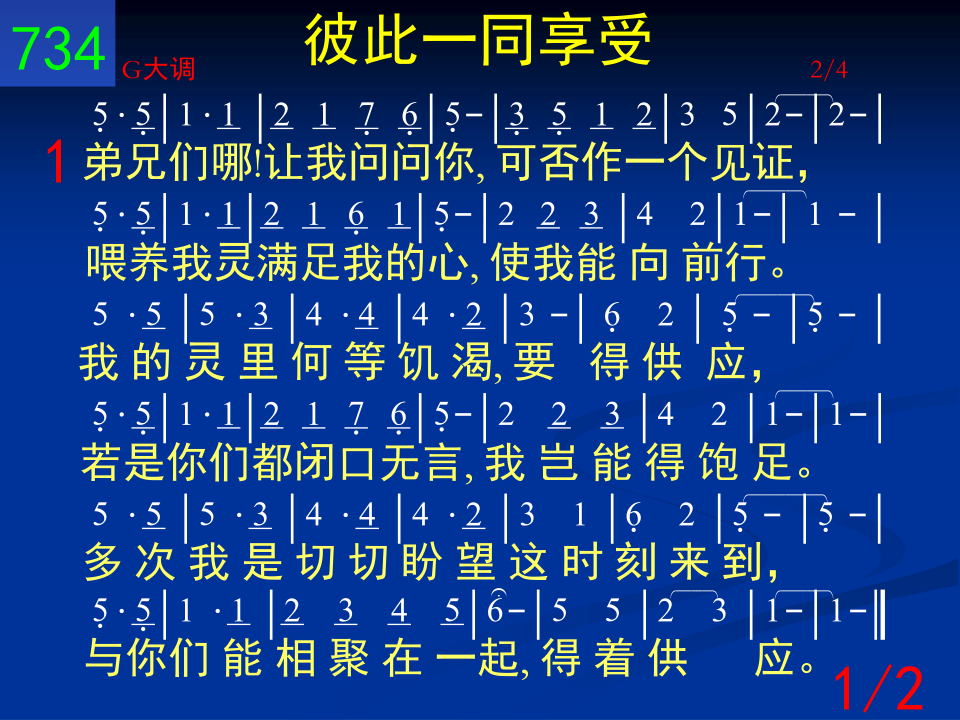 734
彼此一同享受
G大调
2/4
5̣ · 5̣ | 1 · 1 | 2 1 7̣ 6̣ | 5̣ - | 3̣ 5̣ 1 2 | 3 5 | 2 - | 2 - |
1
弟兄们哪!让我问问你, 可否作一个见证，
5̣ · 5̣ | 1 · 1 | 2 1 6̣ 1 | 5̣ - | 2 2 3 | 4 2 | 1 - | 1 - |
喂养我灵满足我的心, 使我能 向 前行。
5 · 5 | 5 · 3 | 4 · 4 | 4 · 2 | 3 - | 6̣ 2 | 5̣ - | 5̣ - |
我 的 灵 里 何 等 饥 渴, 要 得 供 应，
5̣ · 5̣ | 1 · 1 | 2 1 7̣ 6̣ | 5̣ - | 2 2 3 | 4 2 | 1 - | 1 - |
若是你们都闭口无言, 我 岂 能 得 饱 足。
5 · 5 | 5 · 3 | 4 · 4 | 4 · 2 | 3 1 | 6̣ 2 | 5̣ - | 5̣ - |
多 次 我 是 切 切 盼 望 这 时 刻 来 到，
5̣ · 5̣ | 1 · 1 | 2 3 4 5 | 6 - | 5 5 | 2 3 | 1 - | 1 - ‖
与你们 能 相 聚 在 一起, 得 着 供 应。
1/2